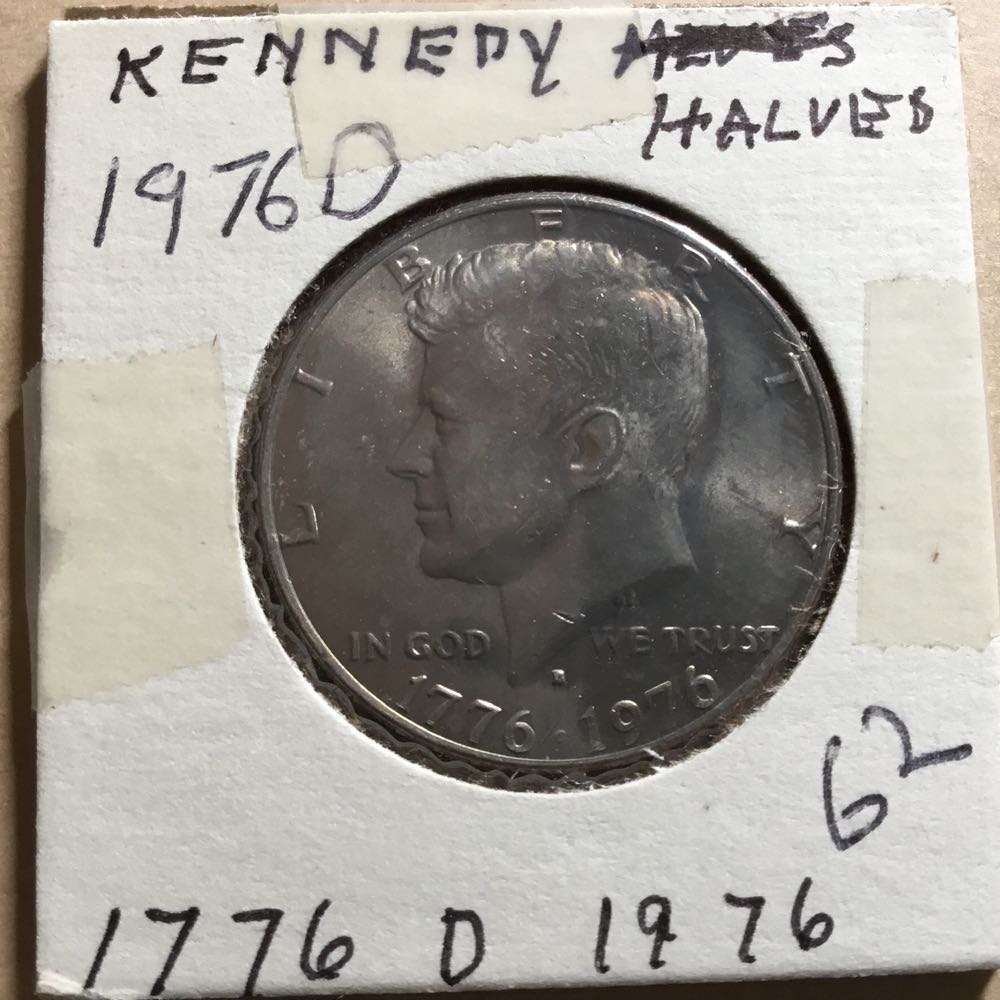 KENNEDY
HALVES
1976D
LIBERTY
IN GOD WE TRUST
D
1776·1976
62
1776 D 1976